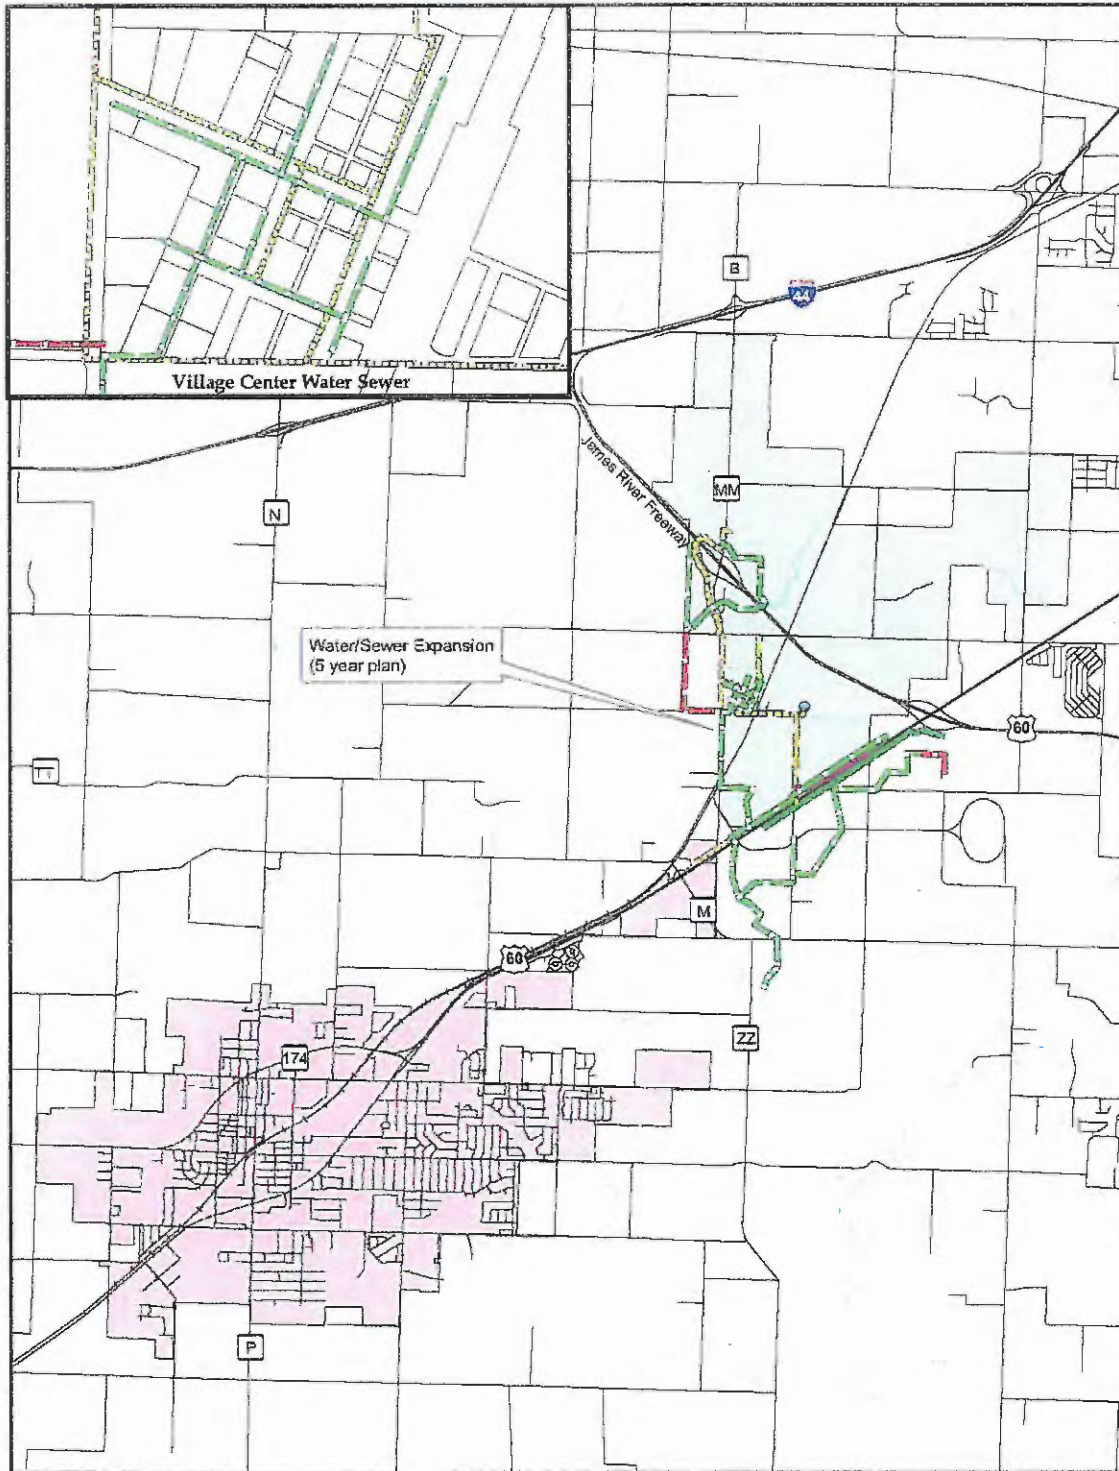 Village Center Water Sewer
B
44
James River Freeway
MM
N
Water/Sewer Expansion
(5 year plan)
60
M
60
ZZ
174
P